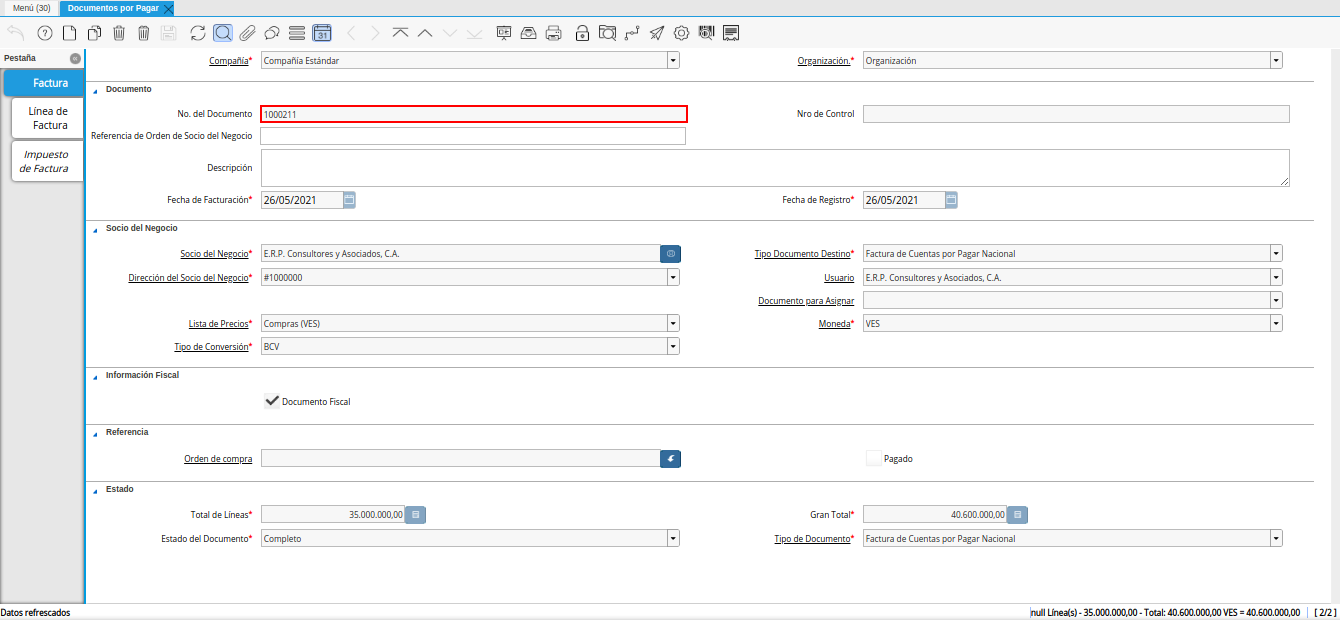 Menú (30) Documentos por Pagar
31
Pestaña
Factura
Línea de Factura
Impuesto de Factura
Compañía* Compañía Estándar Organización.* Organización
Documento
No. del Documento 1000211 Nro de Control
Referencia de Orden de Socio del Negocio
Descripción
Fecha de Facturación* 26/05/2021 Fecha de Registro* 26/05/2021
Socio del Negocio
Socio del Negocio* E.R.P. Consultores y Asociados, C.A. Tipo Documento Destino* Factura de Cuentas por Pagar Nacional
Dirección del Socio del Negocio* #1000000 Usuario E.R.P. Consultores y Asociados, C.A.
Documento para Asignar
Lista de Precios* Compras (VES) Moneda* VES
Tipo de Conversión* BCV
Información Fiscal
Documento Fiscal
Referencia
Orden de compra Pagado
Estado
Total de Líneas* 35.000.000,00 Gran Total* 40.600.000,00
Estado del Documento* Completo Tipo de Documento* Factura de Cuentas por Pagar Nacional
Datos refrescados null Línea(s) - 35.000.000,00 - Total: 40.600.000,00 VES = 40.600.000,00 [ 2/2 ]